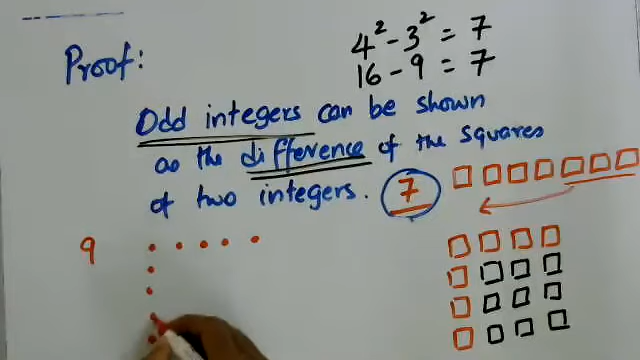 4² - 3² = 7
16 - 9 = 7
Proof:
Odd integers can be shown
as the difference of the squares
of two integers. 7
9